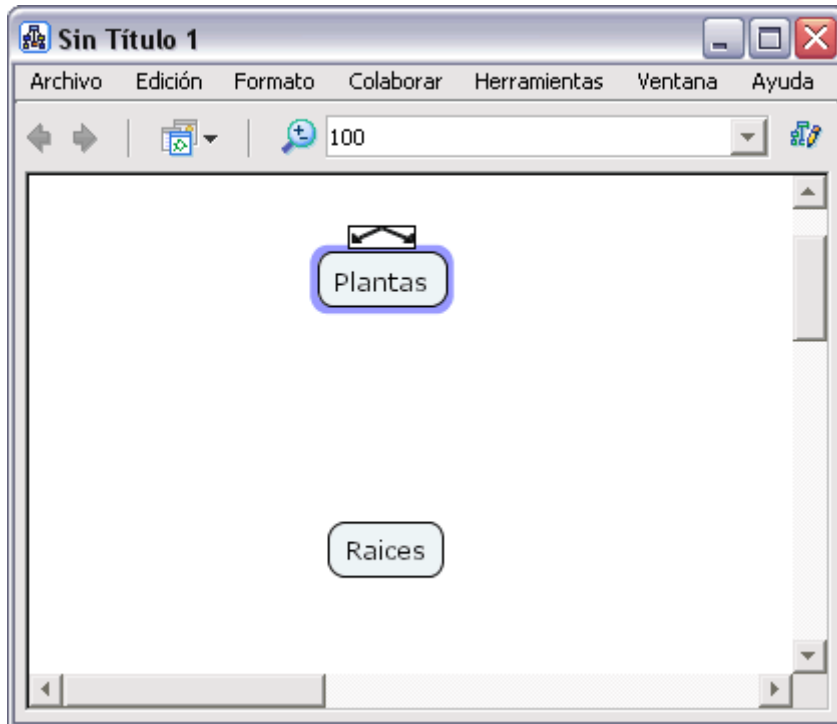 Sin Título 1
Archivo Edición Formato Colaborar Herramientas Ventana Ayuda
100
Plantas
Raices